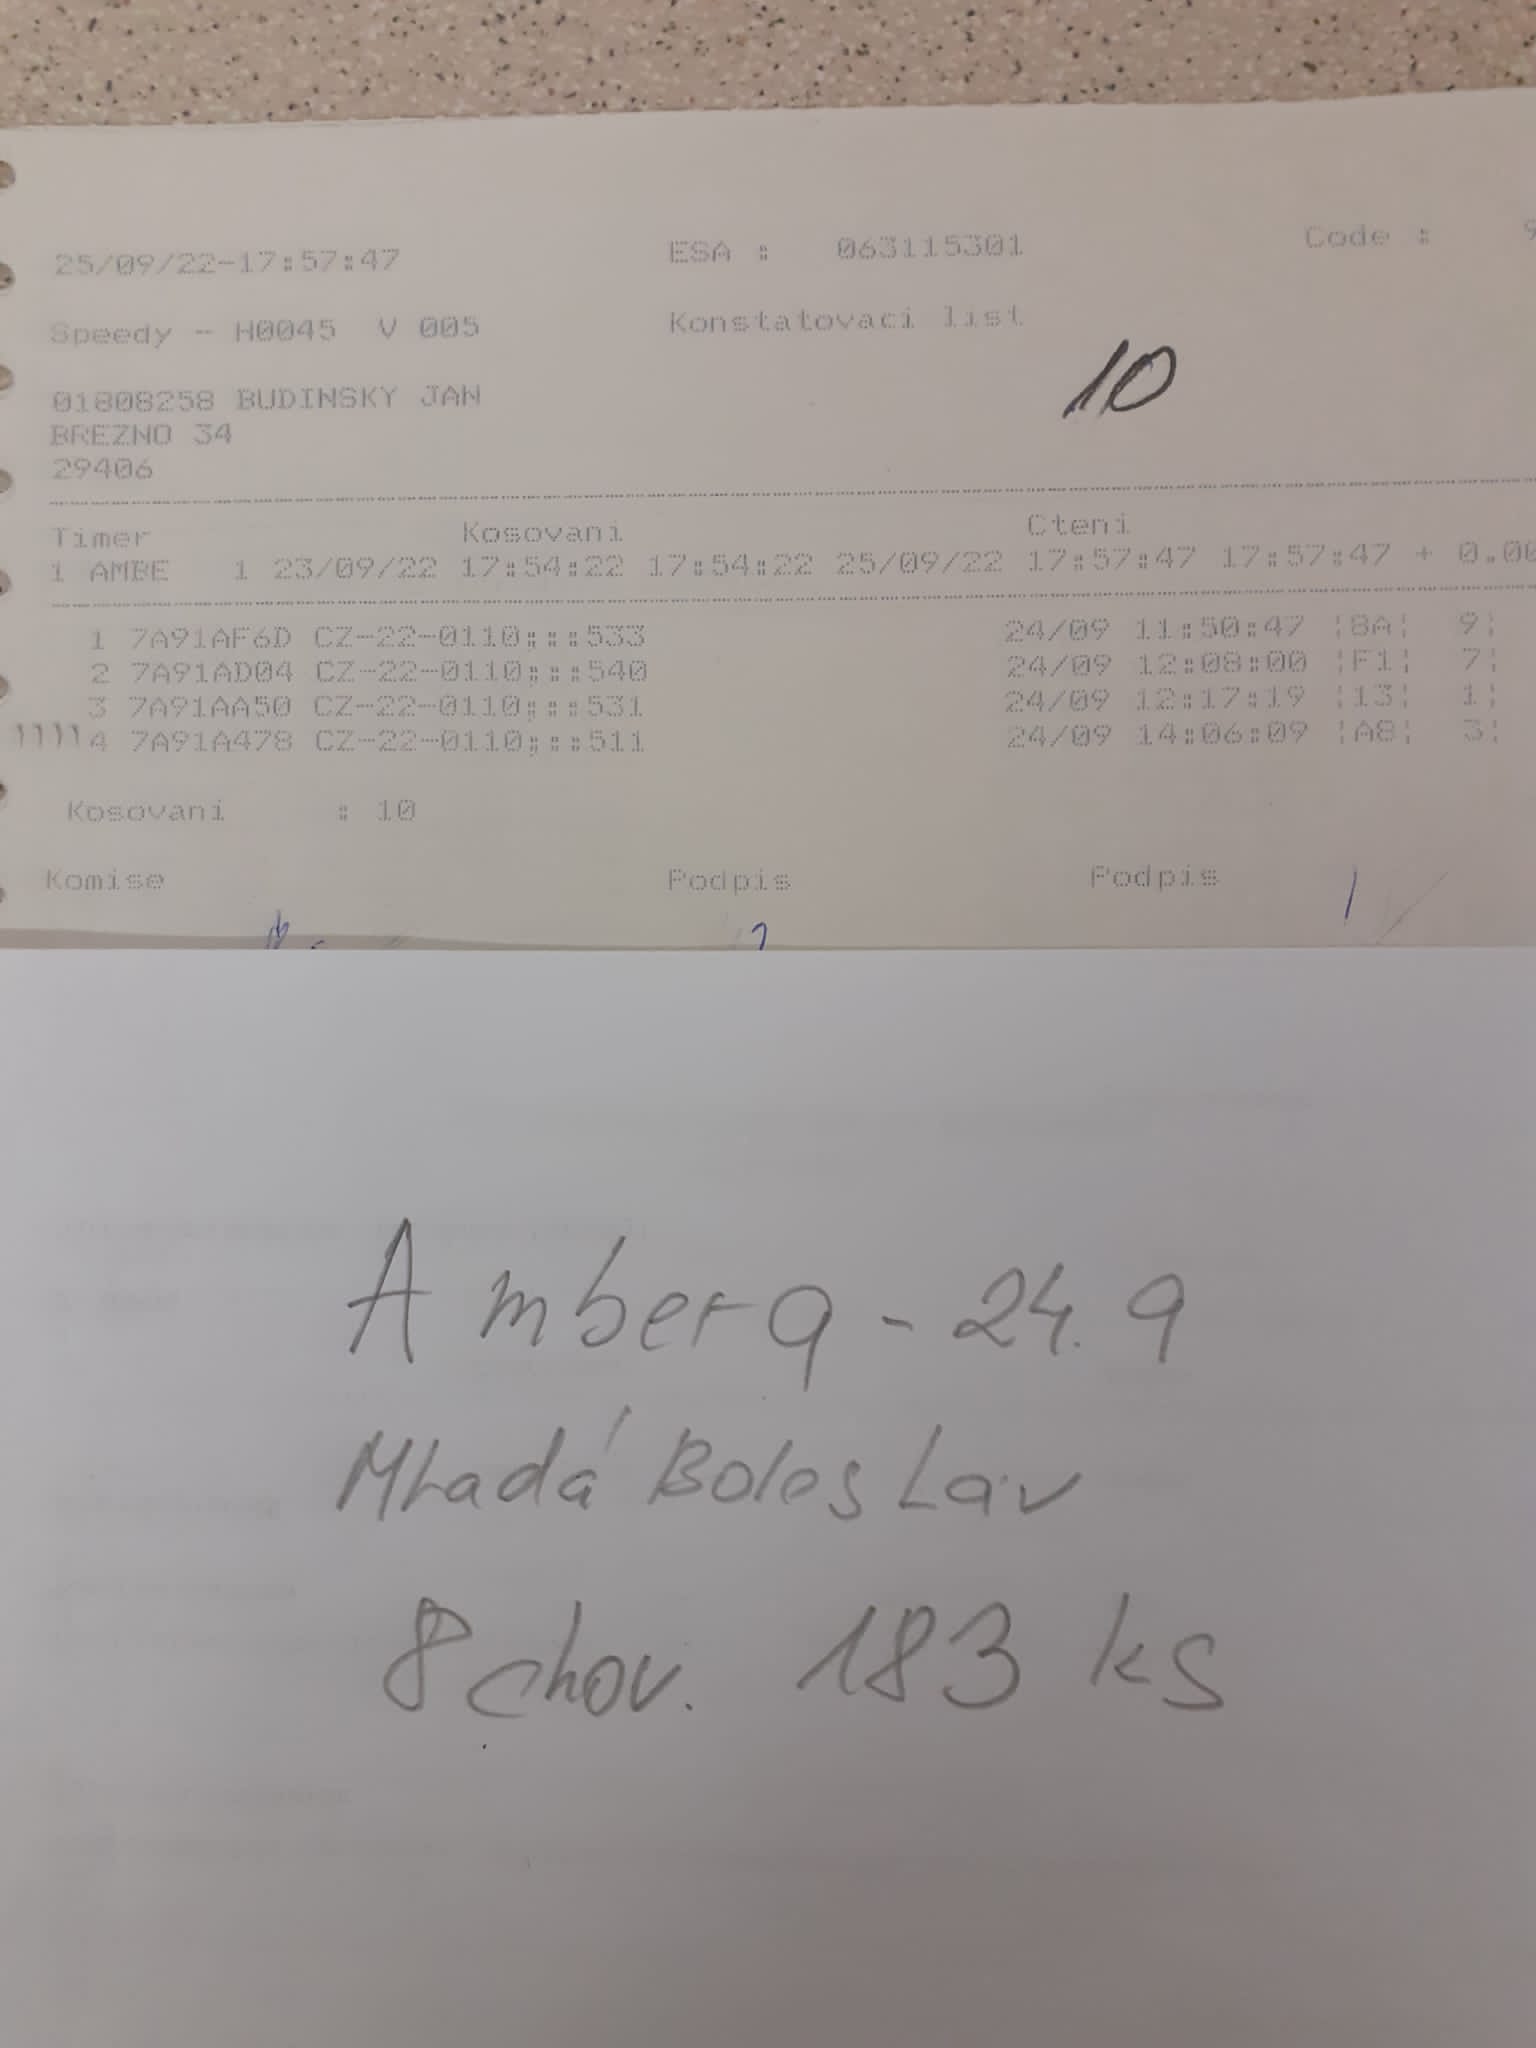 25/09/22-17:57:47 ESA : 063115301 Code : 9
Speedy - H0045 V 005 Konstatovaci list
10
01808258 BUDINSKY JAN
BREZNO 34
29406
Timer Kosovani Cteni
1 AMBE 1 23/09/22 17:54:22 17:54:22 25/09/22 17:57:47 17:57:47 + 0.00
1 7A91AF6D CZ-22-0110;:::533 24/09 11:50:47 ¦8A¦ 9¦
2 7A91AD04 CZ-22-0110;:::540 24/09 12:08:00 ¦F1¦ 7¦
3 7A91AA50 CZ-22-0110;:::531 24/09 12:17:19 ¦13¦ 1¦
4 7A91A478 CZ-22-0110;:::511 24/09 14:06:09 ¦A8¦ 3¦
Kosovani : 10
Komise Podpis Podpis
Amberg - 24.9
Mladá Boleslav
8 chov. 183 ks